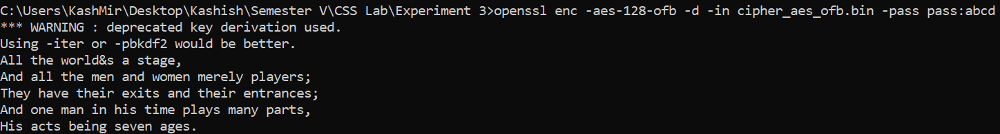 C:\Users\KashMir\Desktop\Kashish\Semester V\CSS Lab\Experiment 3>openssl enc -aes-128-ofb -d -in cipher_aes_ofb.bin -pass pass:abcd
*** WARNING : deprecated key derivation used.
Using -iter or -pbkdf2 would be better.
All the world&s a stage,
And all the men and women merely players;
They have their exits and their entrances;
And one man in his time plays many parts,
His acts being seven ages.